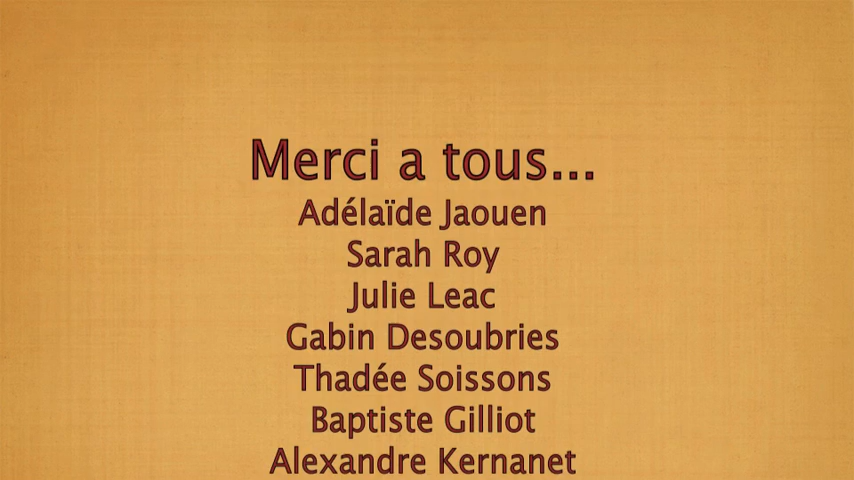 Merci a tous...
Adélaïde Jaouen
Sarah Roy
Julie Leac
Gabin Desoubries
Thadée Soissons
Baptiste Gilliot
Alexandre Kernanet